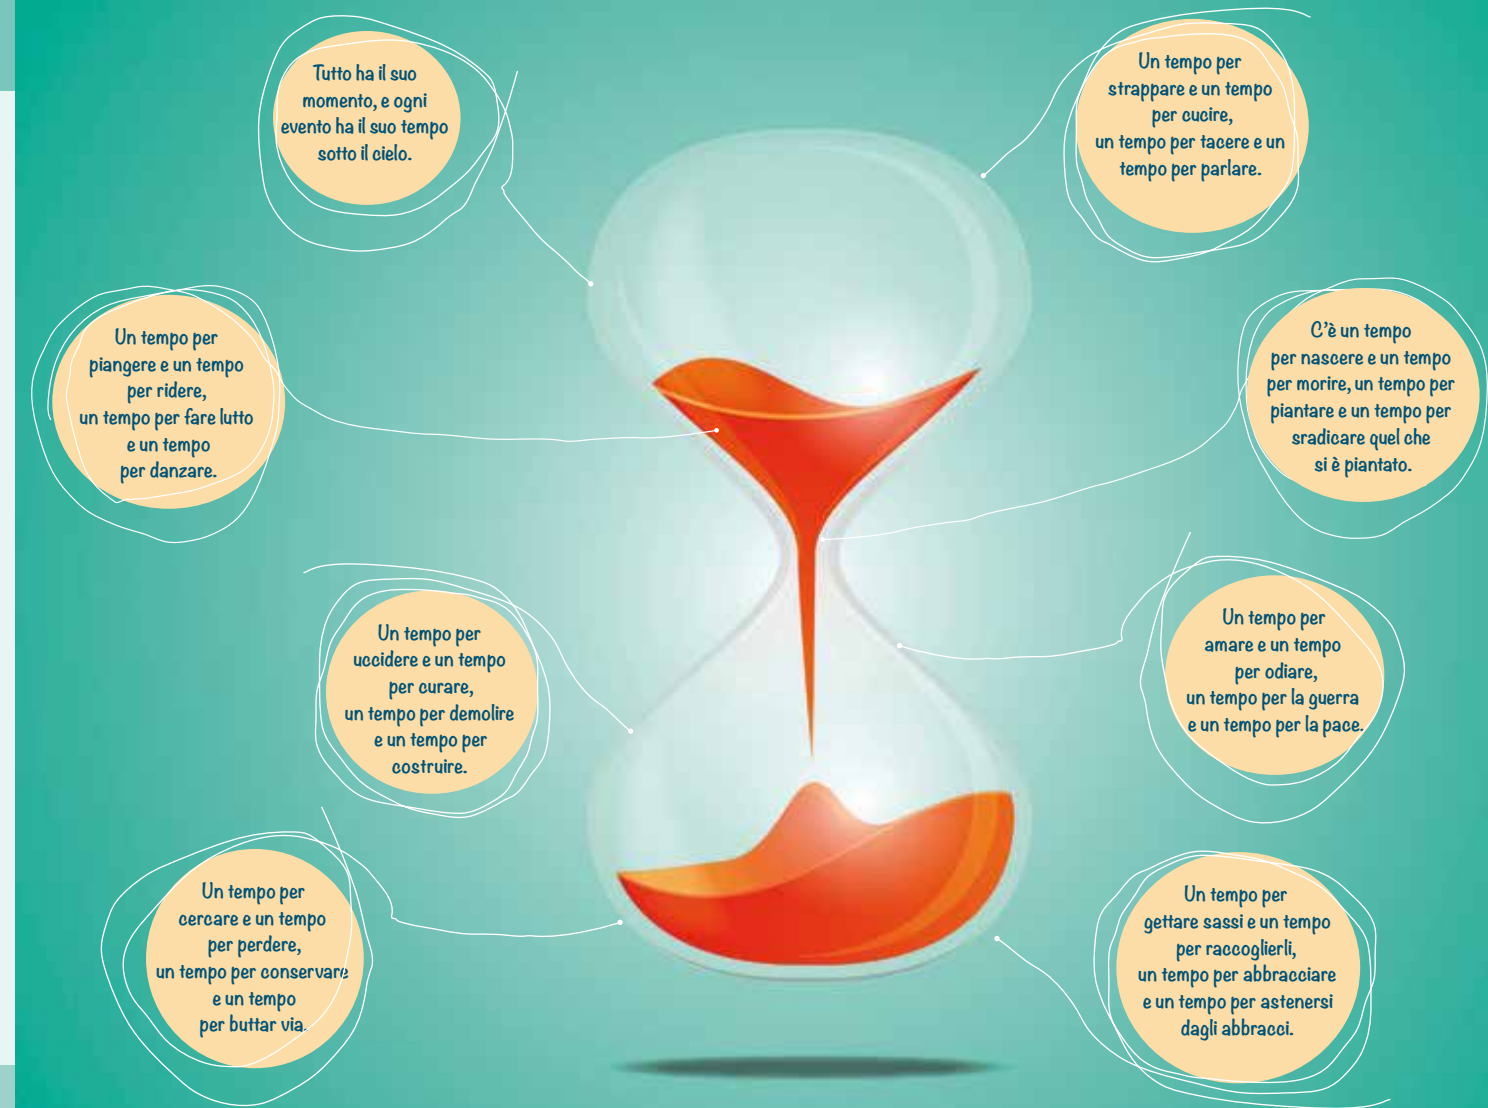 Tutto ha il suo
momento, e ogni
evento ha il suo tempo
sotto il cielo.
Un tempo per
strappare e un tempo
per cucire,
un tempo per tacere e un
tempo per parlare.
Un tempo per
piangere e un tempo
per ridere,
un tempo per fare lutto
e un tempo
per danzare.
C'è un tempo
per nascere e un tempo
per morire, un tempo per
piantare e un tempo per
sradicare quel che
si è piantato.
Un tempo per
uccidere e un tempo
per curare,
un tempo per demolire
e un tempo per
costruire.
Un tempo per
amare e un tempo
per odiare,
un tempo per la guerra
e un tempo per la pace.
Un tempo per
cercare e un tempo
per perdere,
un tempo per conservare
e un tempo
per buttar via.
Un tempo per
gettare sassi e un tempo
per raccoglierli,
un tempo per abbracciare
e un tempo per astenersi
dagli abbracci.